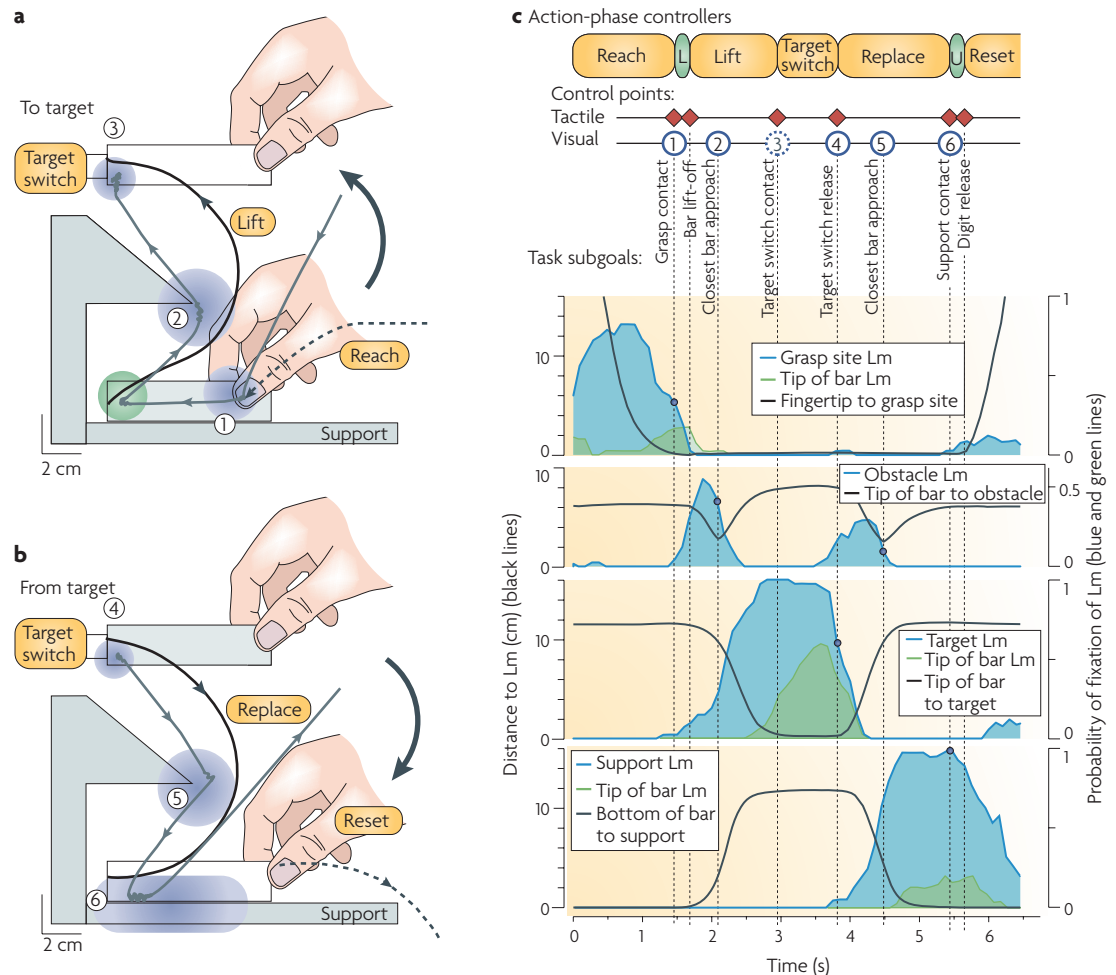 a
To target
3
Target
switch
Lift
2
Reach
1
Support
2 cm
b
From target
4
Target
switch
Replace
5
Reset
6
Support
2 cm
c Action-phase controllers
Reach
L
Lift
Target
switch
Replace
U
Reset
Control points:
Tactile
Visual
1
2
3
4
5
6
Task subgoals:
Grasp contact
Bar lift-off
Closest bar approach
Target switch contact
Target switch release
Closest bar approach
Support contact
Digit release
Distance to Lm (cm) (black lines)
Probability of fixation of Lm (blue and green lines)
10
0
1
0
Grasp site Lm
Tip of bar Lm
Fingertip to grasp site
10
0
0.5
0
Obstacle Lm
Tip of bar to obstacle
10
0
1
0
Target Lm
Tip of bar Lm
Tip of bar
to target
10
0
1
0
Support Lm
Tip of bar Lm
Bottom of bar
to support
0 1 2 3 4 5 6
Time (s)